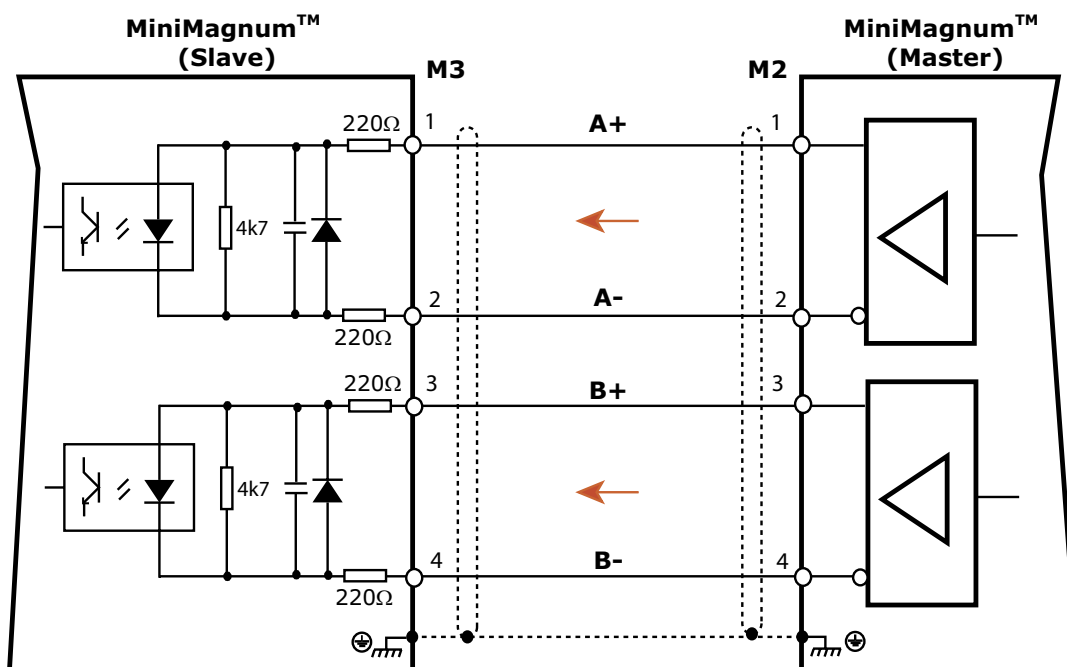 MiniMagnum™
(Slave)
MiniMagnum™
(Master)
M3
M2
220Ω
1
A+
1
4k7
2
A-
2
220Ω
220Ω
3
B+
3
4k7
4
B-
4
220Ω